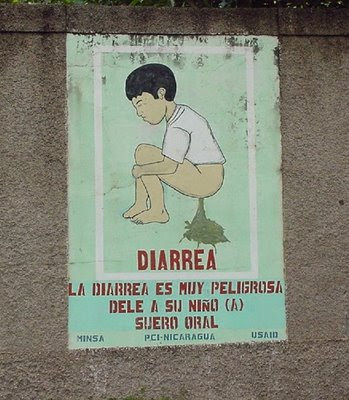 DIARREA
LA DIARREA ES MUY PELIGROSA
DELE A SU NIÑO (A)
SUERO ORAL
MINSA PCI-NICARAGUA USAID